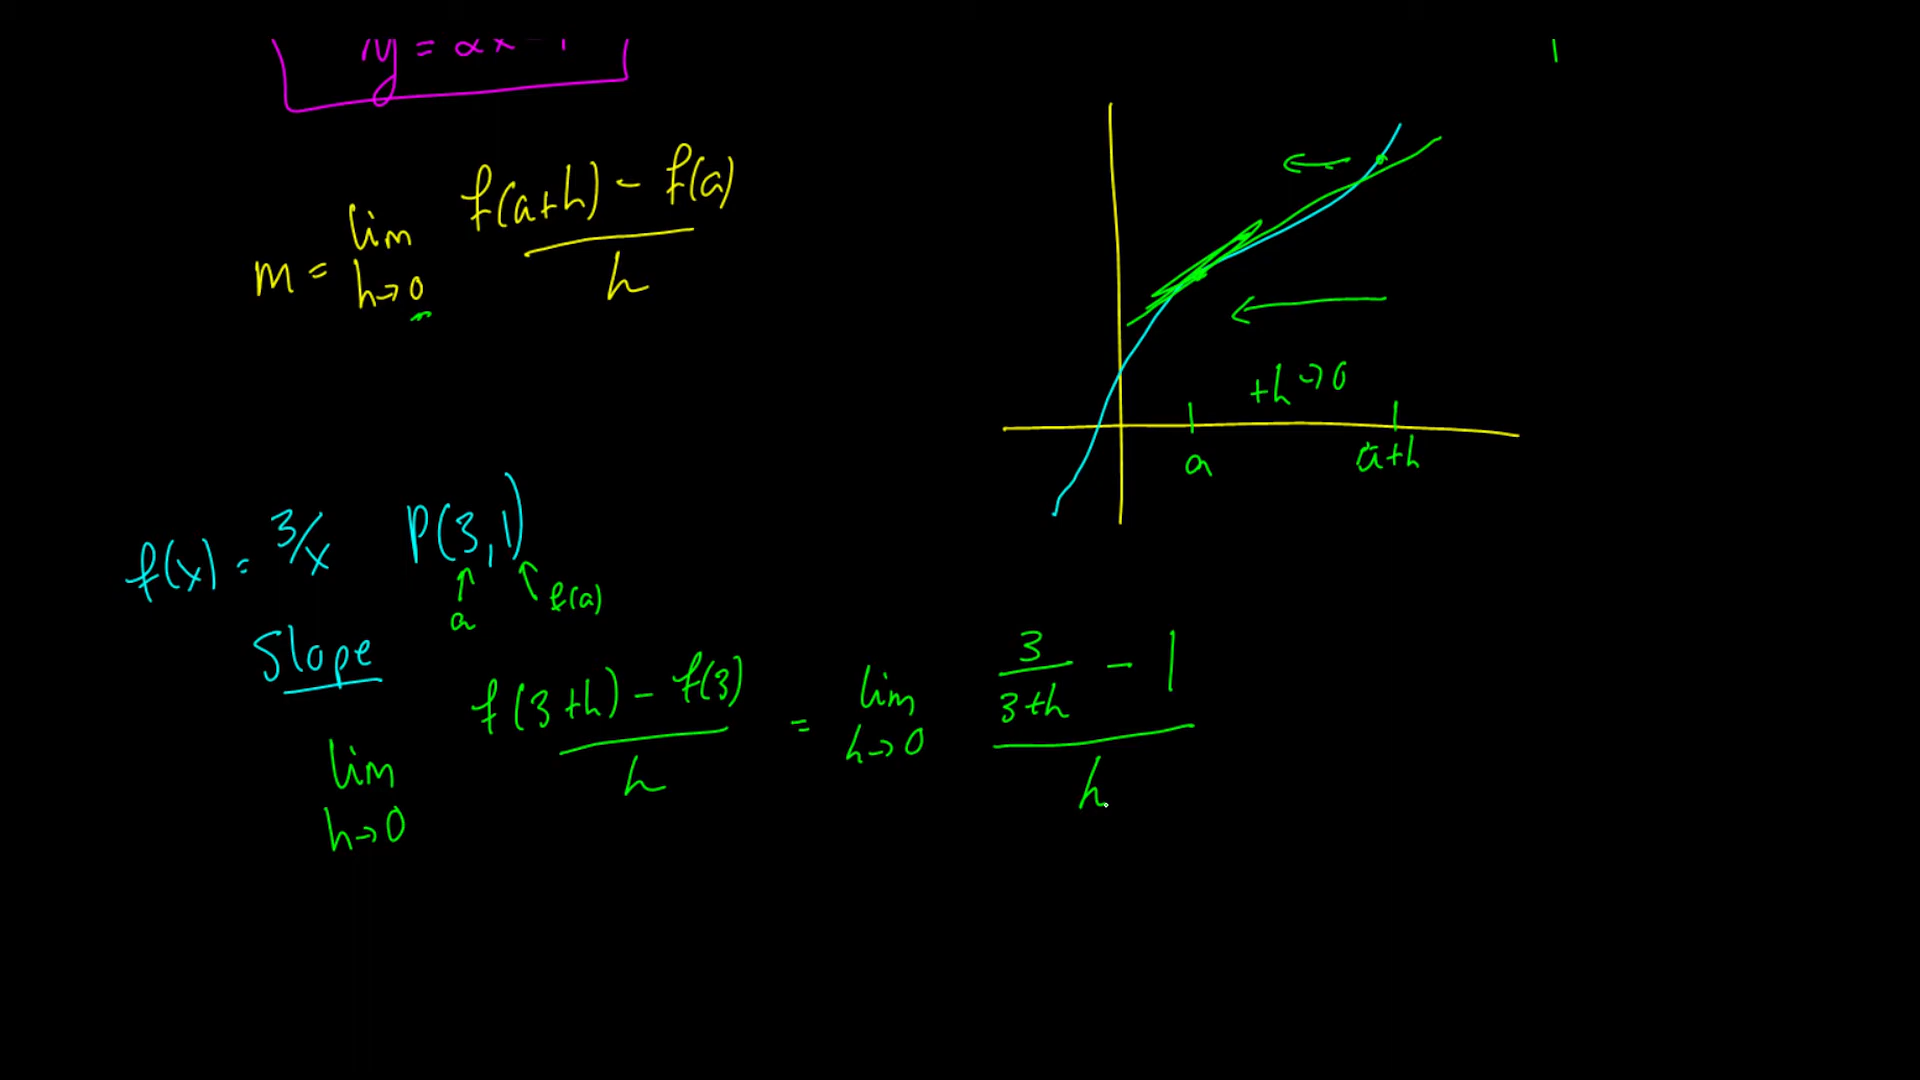 m = lim h→0 f(a+h) - f(a) / h
+h→0
a a+h
f(x) = 3/x P(3,1)
a f(a)
Slope
lim h→0 f(3+h) - f(3) / h = lim h→0 3/3+h - 1 / h